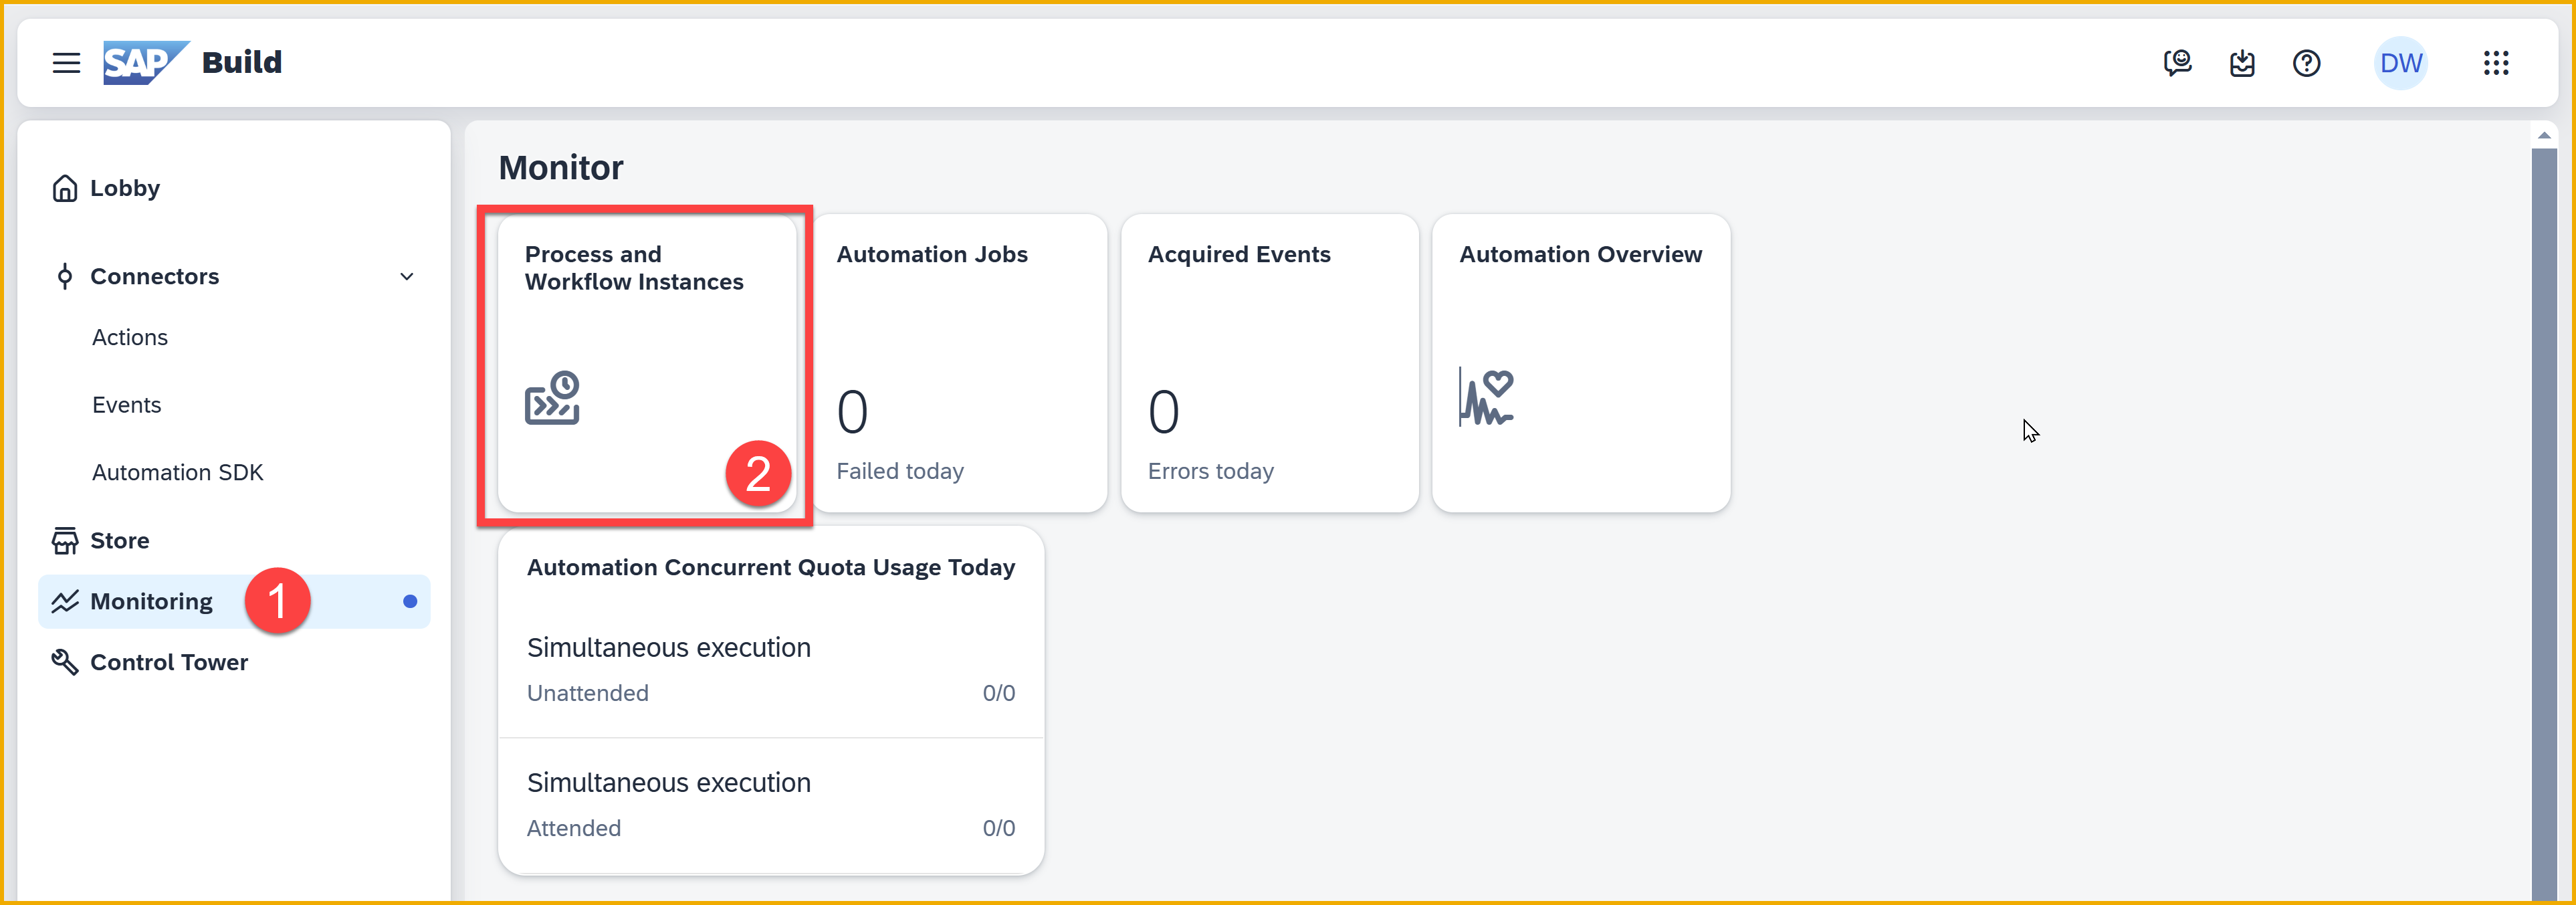 SAP Build
DW
Lobby
Connectors
Actions
Events
Automation SDK
Store
Monitoring
1
Control Tower
Monitor
Process and
Workflow Instances
2
Automation Jobs
0
Failed today
Acquired Events
0
Errors today
Automation Overview
Automation Concurrent Quota Usage Today
Simultaneous execution
Unattended 0/0
Simultaneous execution
Attended 0/0